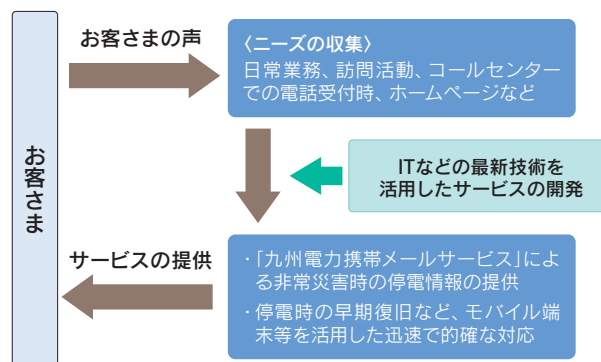 お客さまの声
〈ニーズの収集〉
日常業務、訪問活動、コールセンター
での電話受付時、ホームページなど
お客さま
ITなどの最新技術を
活用したサービスの開発
サービスの提供
・「九州電力携帯メールサービス」によ
る非常災害時の停電情報の提供
・停電時の早期復旧など、モバイル端
末等を活用した迅速で的確な対応